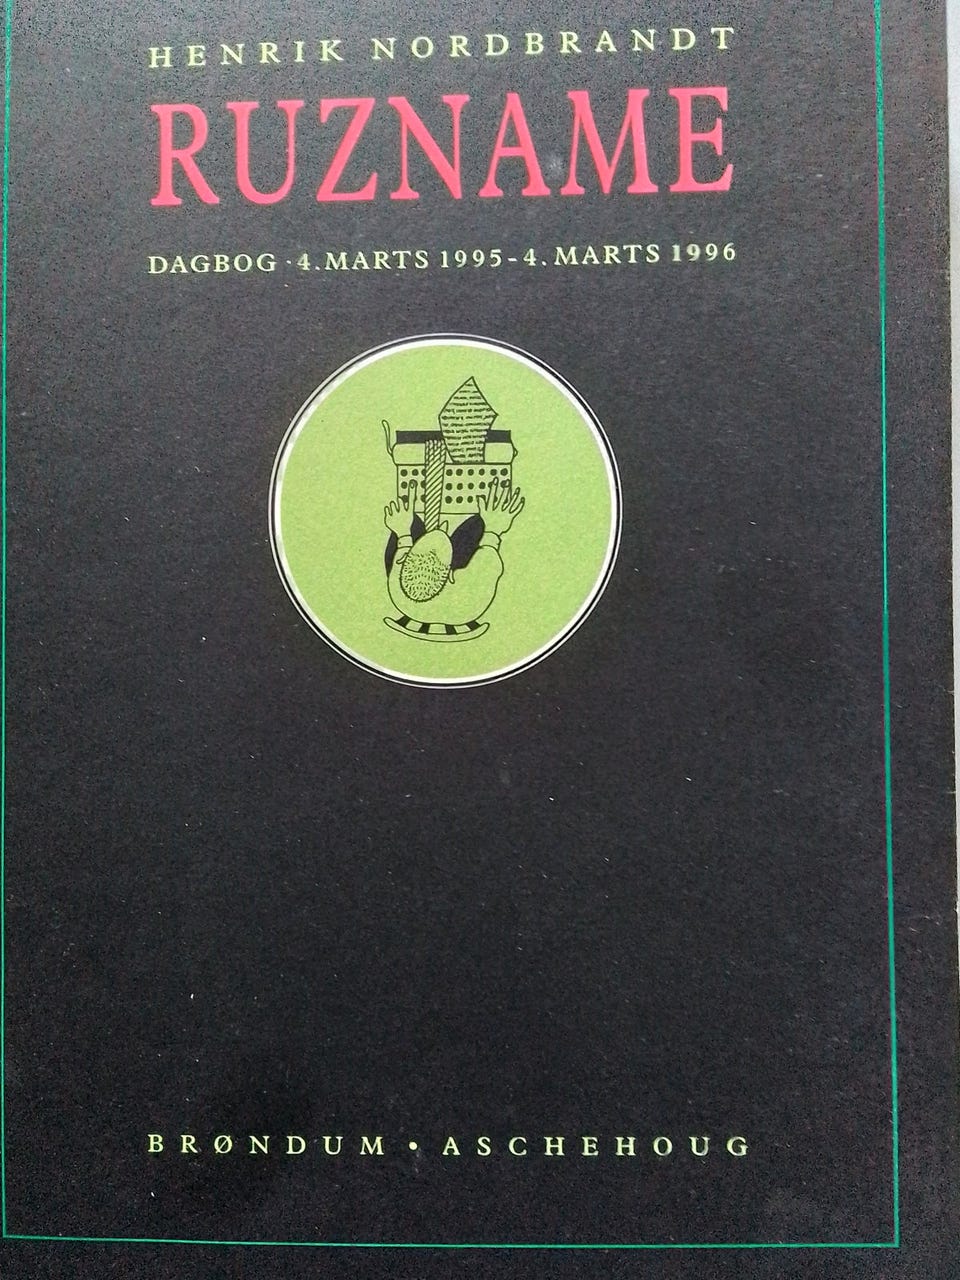 HENRIK NORDBRANDT
RUZNAME
DAGBOG · 4. MARTS 1995 - 4. MARTS 1996
BRØNDUM • ASCHEHOUG